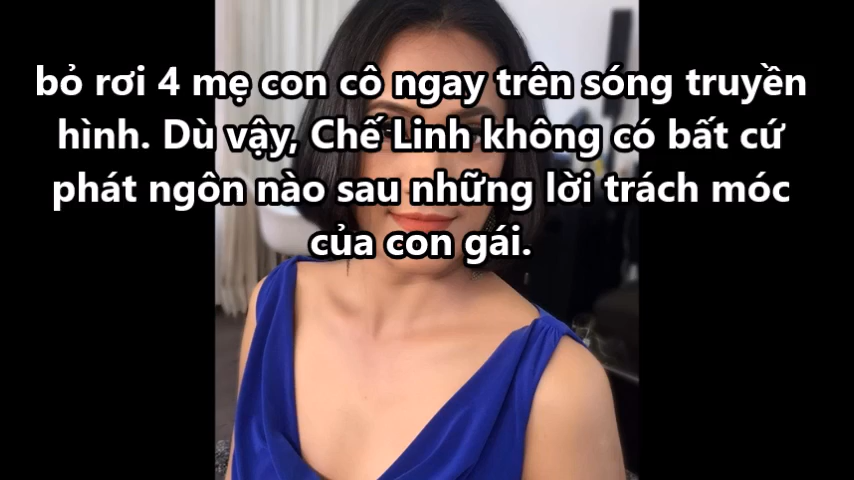 bỏ rơi 4 mẹ con cô ngay trên sóng truyền
hình. Dù vậy, Chế Linh không có bất cứ
phát ngôn nào sau những lời trách móc
của con gái.